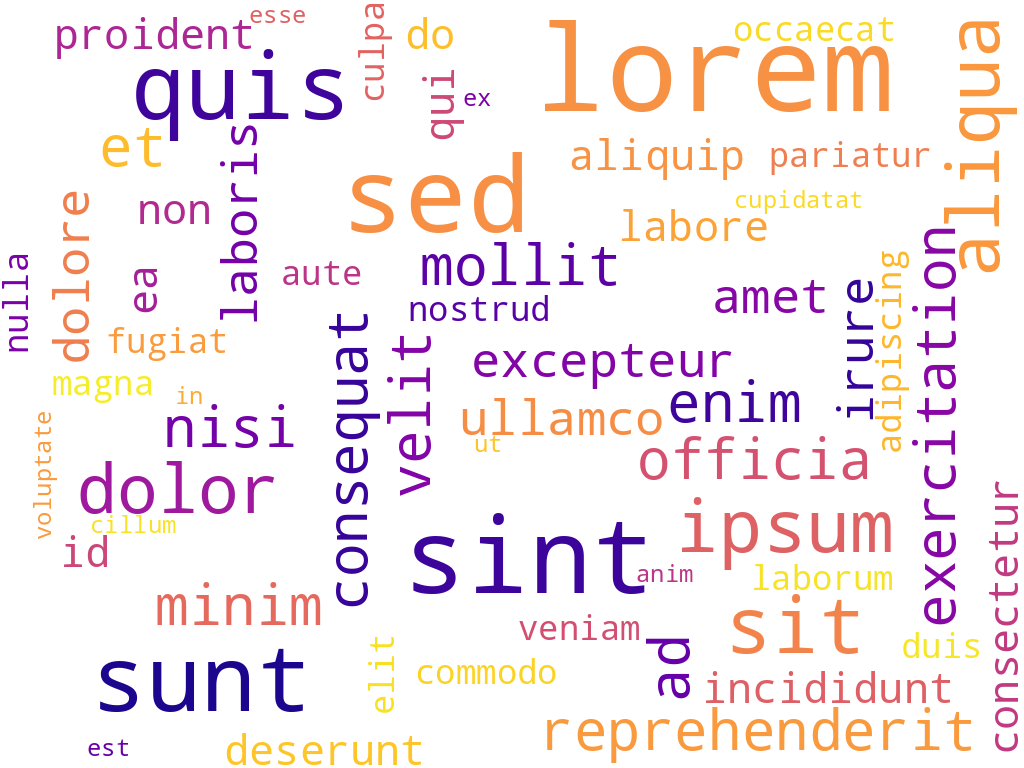 esse
proident
culpa
do
occaecat
lorem
aliqua
quis
qui
ex
et
laboris
aliquip
pariatur
sed
non
cupidatat
labore
dolore
nulla
ea
aute
mollit
nostrud
amet
irure
adipiscing
exercitation
fugiat
consequat
velit
excepteur
magna
in
nisi
ullamco
enim
ut
voluptate
dolor
officia
cillum
id
sint
ipsum
anim
laborum
consectetur
minim
veniam
sit
duis
sunt
elit
commodo
ad
incididunt
est
deserunt
reprehenderit